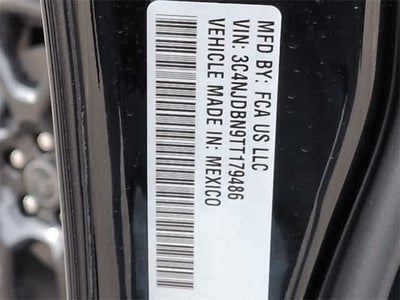 MFD BY: FCA US LLC
VIN: 3C4NJDBN9TT179486
VEHICLE MADE IN: MEXICO